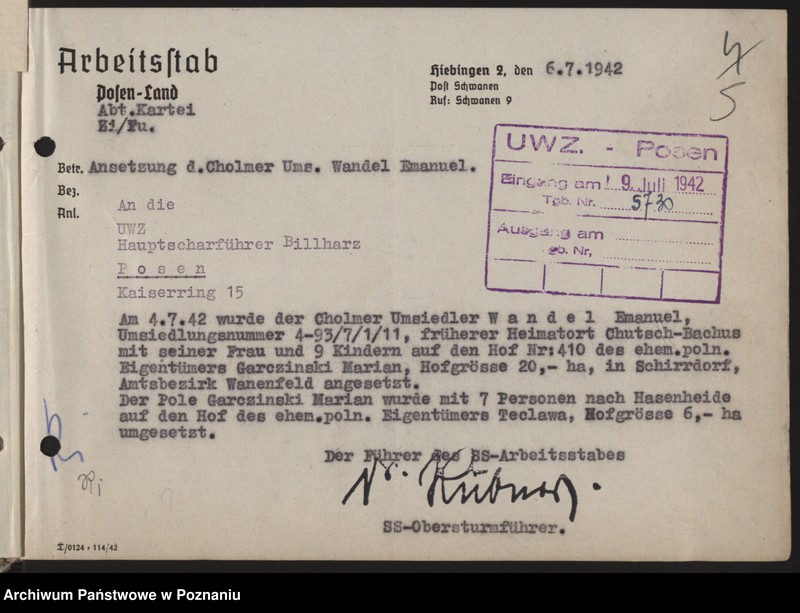 Arbeitsstab
Posen-Land
Abt.Kartei
Zi/Fu.
Hiebingen 2, den 6.7.1942
Post Schwanen
Ruf: Schwanen 9
4
5
UWZ. - Posen
Eingang am 9. Juli 1942
Tgb. Nr. 5730
Ausgang am
Tgb. Nr,
Betr. Ansetzung d.Cholmer Ums. Wandel Emanuel.
Bez.
Anl.
An die
UWZ
Hauptscharführer Billharz
Posen
Kaiserring 15
Am 4.7.42 wurde der Cholmer Umsiedler W a n d e l Emanuel,
Umsiedlungsnummer 4-93/7/1/11, früherer Heimatort Chutsch-Bachus
mit seiner Frau und 9 Kindern auf den Hof Nr:410 des ehem.poln.
Eigentümers Garczinski Marian, Hofgrösse 20,- ha, in Schirrdorf,
Amtsbezirk Wanenfeld angesetzt.
Der Pole Garczinski Marian wurde mit 7 Personen nach Hasenheide
auf den Hof des ehem.poln. Eigentümers Teclawa, Hofgrösse 6,- ha
umgesetzt.
Der Führer des SS-Arbeitsstabes
SS-Obersturmführer.
I/0124, 114/42
Archiwum Państwowe w Poznaniu